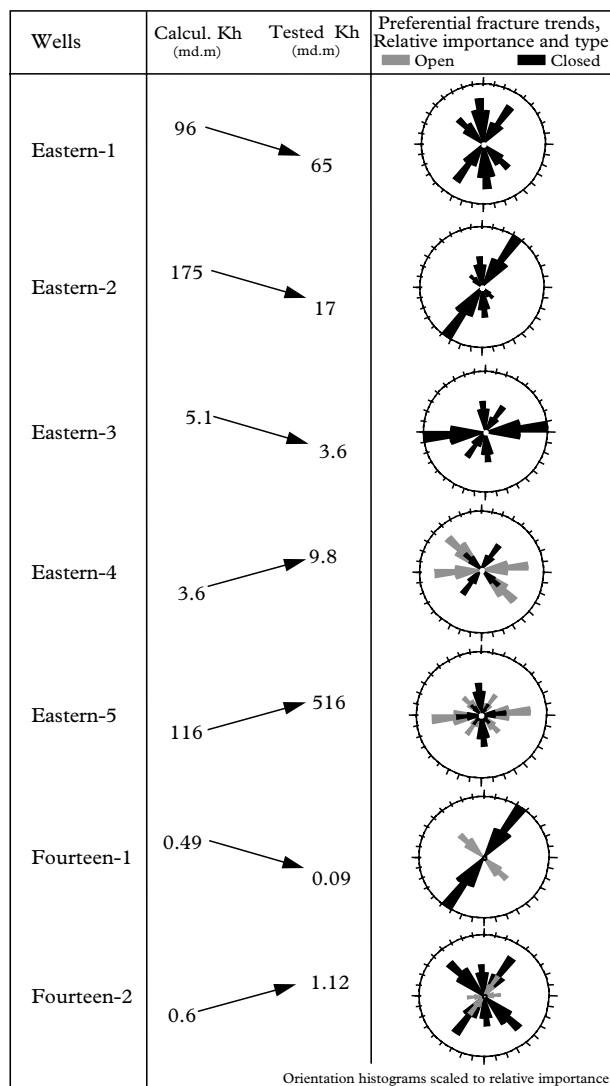 Wells
Calcul. Kh
(md.m)
Tested Kh
(md.m)
Preferential fracture trends,
Relative importance and type
Open Closed
Eastern-1
96
65
Eastern-2
175
17
Eastern-3
5.1
3.6
Eastern-4
3.6
9.8
Eastern-5
116
516
Fourteen-1
0.49
0.09
Fourteen-2
0.6
1.12
Orientation histograms scaled to relative importance